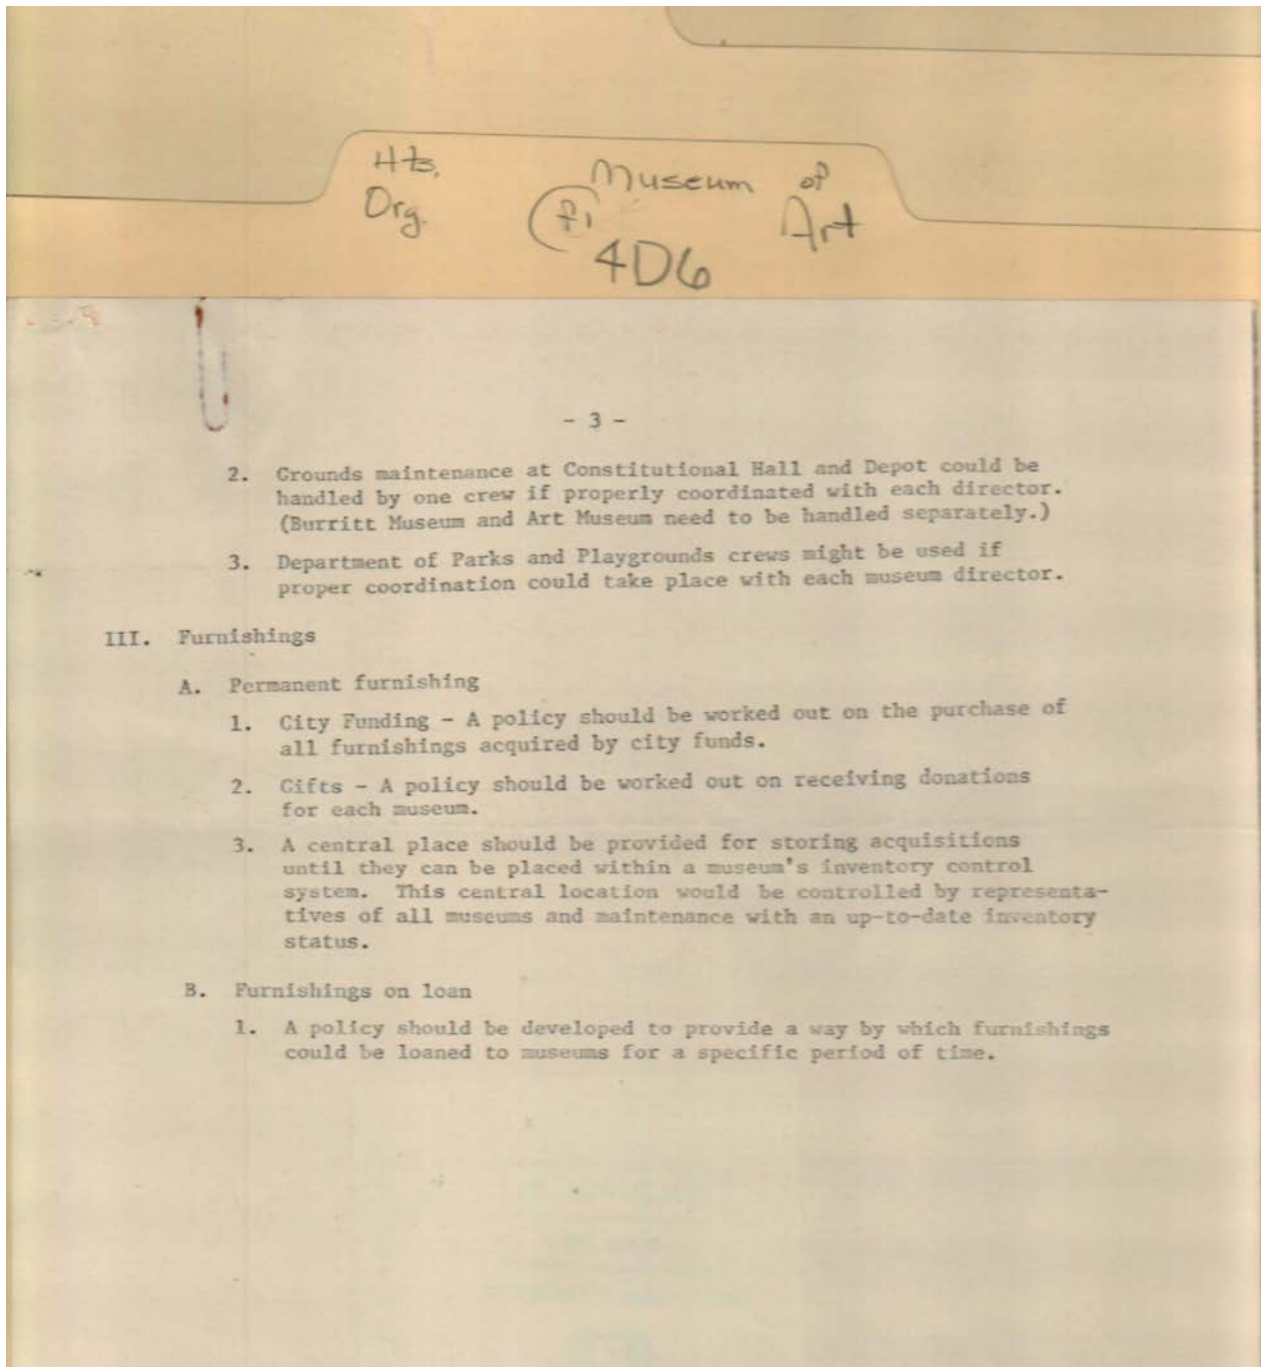 Hts,
Org.
Museum of
Art
4D6
- 3 -
2. Grounds maintenance at Constitutional Hall and Depot could be
handled by one crew if properly coordinated with each director.
(Burritt Museum and Art Museum need to be handled separately.)
3. Department of Parks and Playgrounds crews might be used if
proper coordination could take place with each museum director.
III. Furnishings
A. Permanent furnishing
1. City Funding - A policy should be worked out on the purchase of
all furnishings acquired by city funds.
2. Gifts - A policy should be worked out on receiving donations
for each museum.
3. A central place should be provided for storing acquisitions
until they can be placed within a museum's inventory control
system. This central location would be controlled by representa-
tives of all museums and maintenance with an up-to-date inventory
status.
B. Furnishings on loan
1. A policy should be developed to provide a way by which furnishings
could be loaned to museums for a specific period of time.